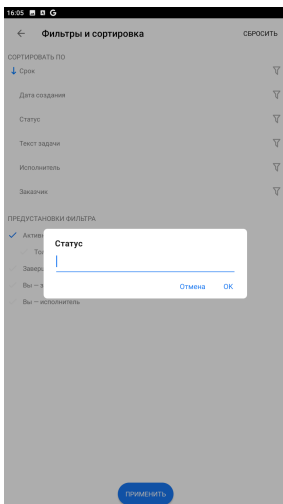 16:05 G
Фильтры и сортировка СБРОСИТЬ
СОРТИРОВАТЬ ПО
Срок
Дата создания
Статус
Текст задачи
Исполнитель
Заказчик
ПРЕДУСТАНОВКИ ФИЛЬТРА
Статус
Отмена ОК
Вы — исполнитель
ПРИМЕНИТЬ